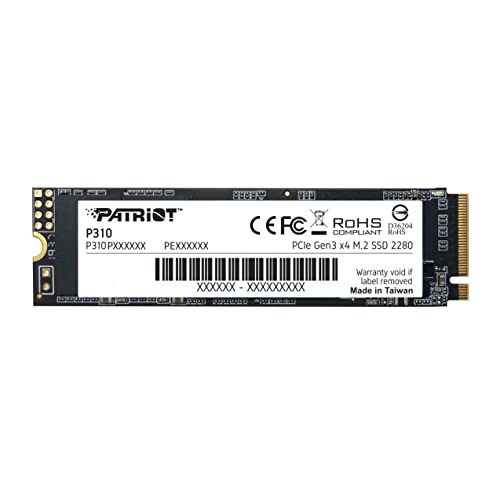 PATRIOT
P310
P310PXXXXXX PEXXXXXX
CE FC RoHS
COMPLIANT
D36204
RoHS
PCIe Gen3 x4 M.2 SSD 2280
XXXXXX - XXXXXXXXX
Warranty void if
label removed
Made in Taiwan